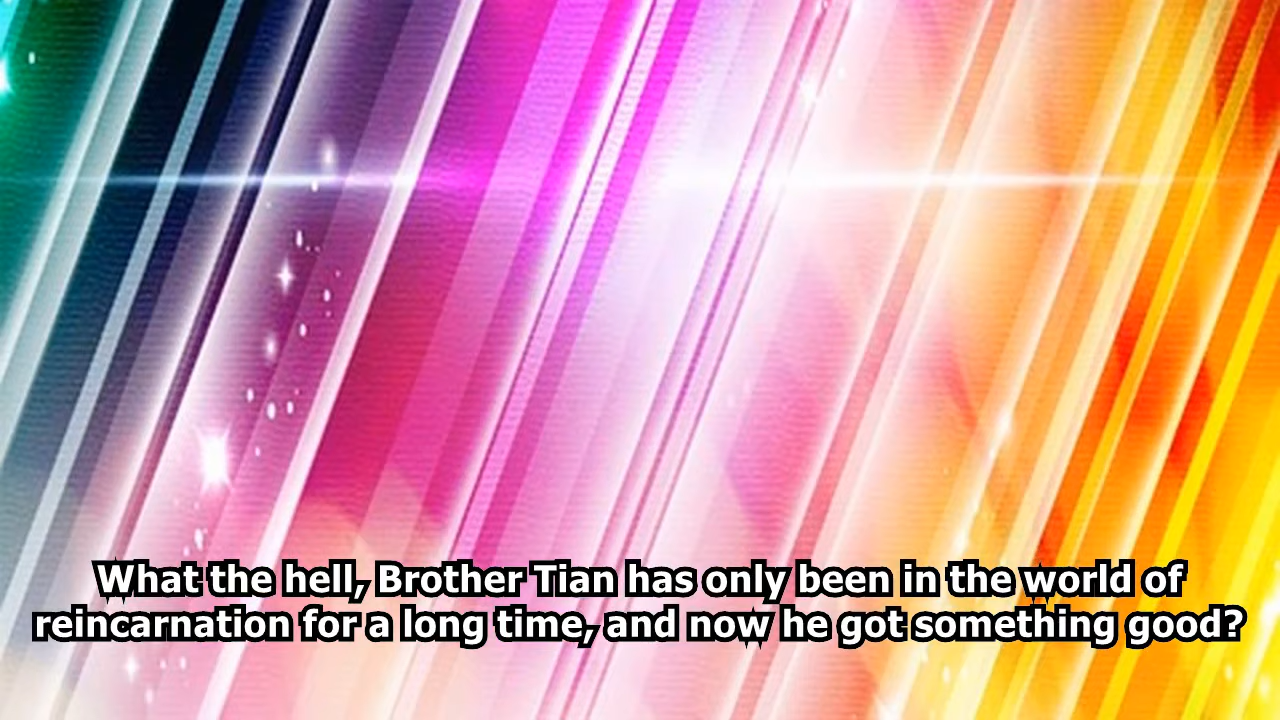 What the hell, Brother Tian has only been in the world of
reincarnation for a long time, and now he got something good?